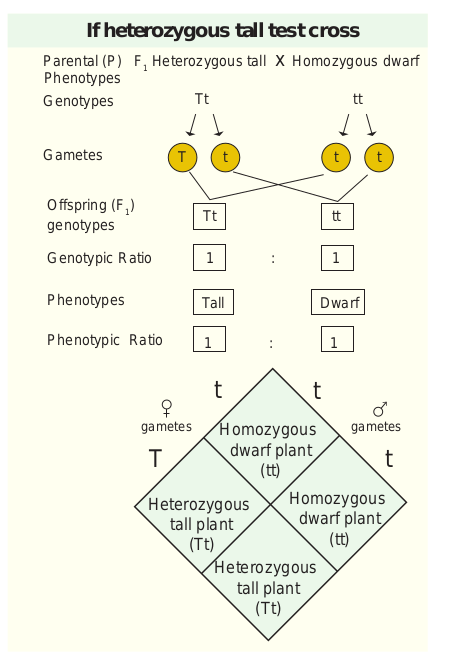 If heterozygous tall test cross
Parental (P) F1 Heterozygous tall X Homozygous dwarf
Phenotypes
Genotypes Tt tt
Gametes T t t t
Offspring (F1)
genotypes Tt tt
Genotypic Ratio 1 : 1
Phenotypes Tall Dwarf
Phenotypic Ratio 1 : 1
t t
♀ ♂
gametes gametes
T t
Homozygous
dwarf plant
(tt)
Heterozygous
tall plant
(Tt)
Homozygous
dwarf plant
(tt)
Heterozygous
tall plant
(Tt)